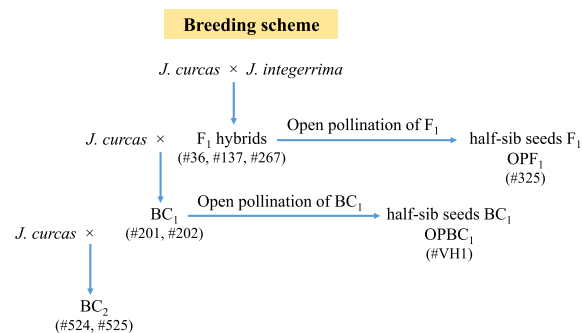 Breeding scheme
J. curcas × J. integerrima
J. curcas × F₁ hybrids
(#36, #137, #267)
Open pollination of F₁
half-sib seeds F₁
OPF₁
(#325)
BC₁
(#201, #202)
Open pollination of BC₁
half-sib seeds BC₁
OPBC₁
(#VH1)
J. curcas ×
BC₂
(#524, #525)